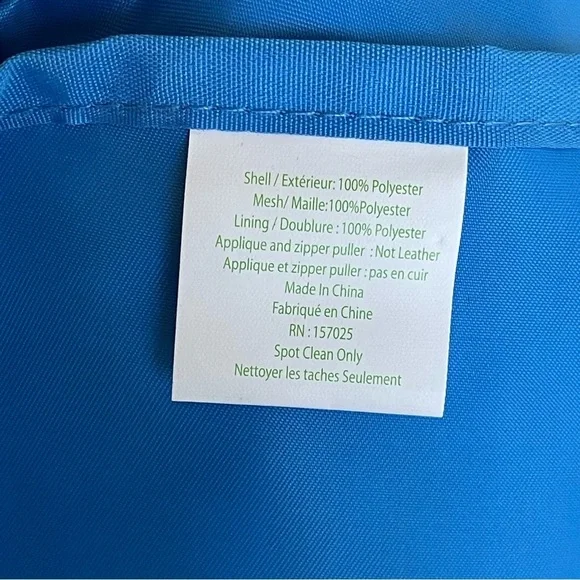 Shell / Extérieur: 100% Polyester
Mesh/ Maille:100%Polyester
Lining / Doublure : 100% Polyester
Applique and zipper puller : Not Leather
Applique et zipper puller : pas en cuir
Made In China
Fabriqué en Chine
RN : 157025
Spot Clean Only
Nettoyer les taches Seulement